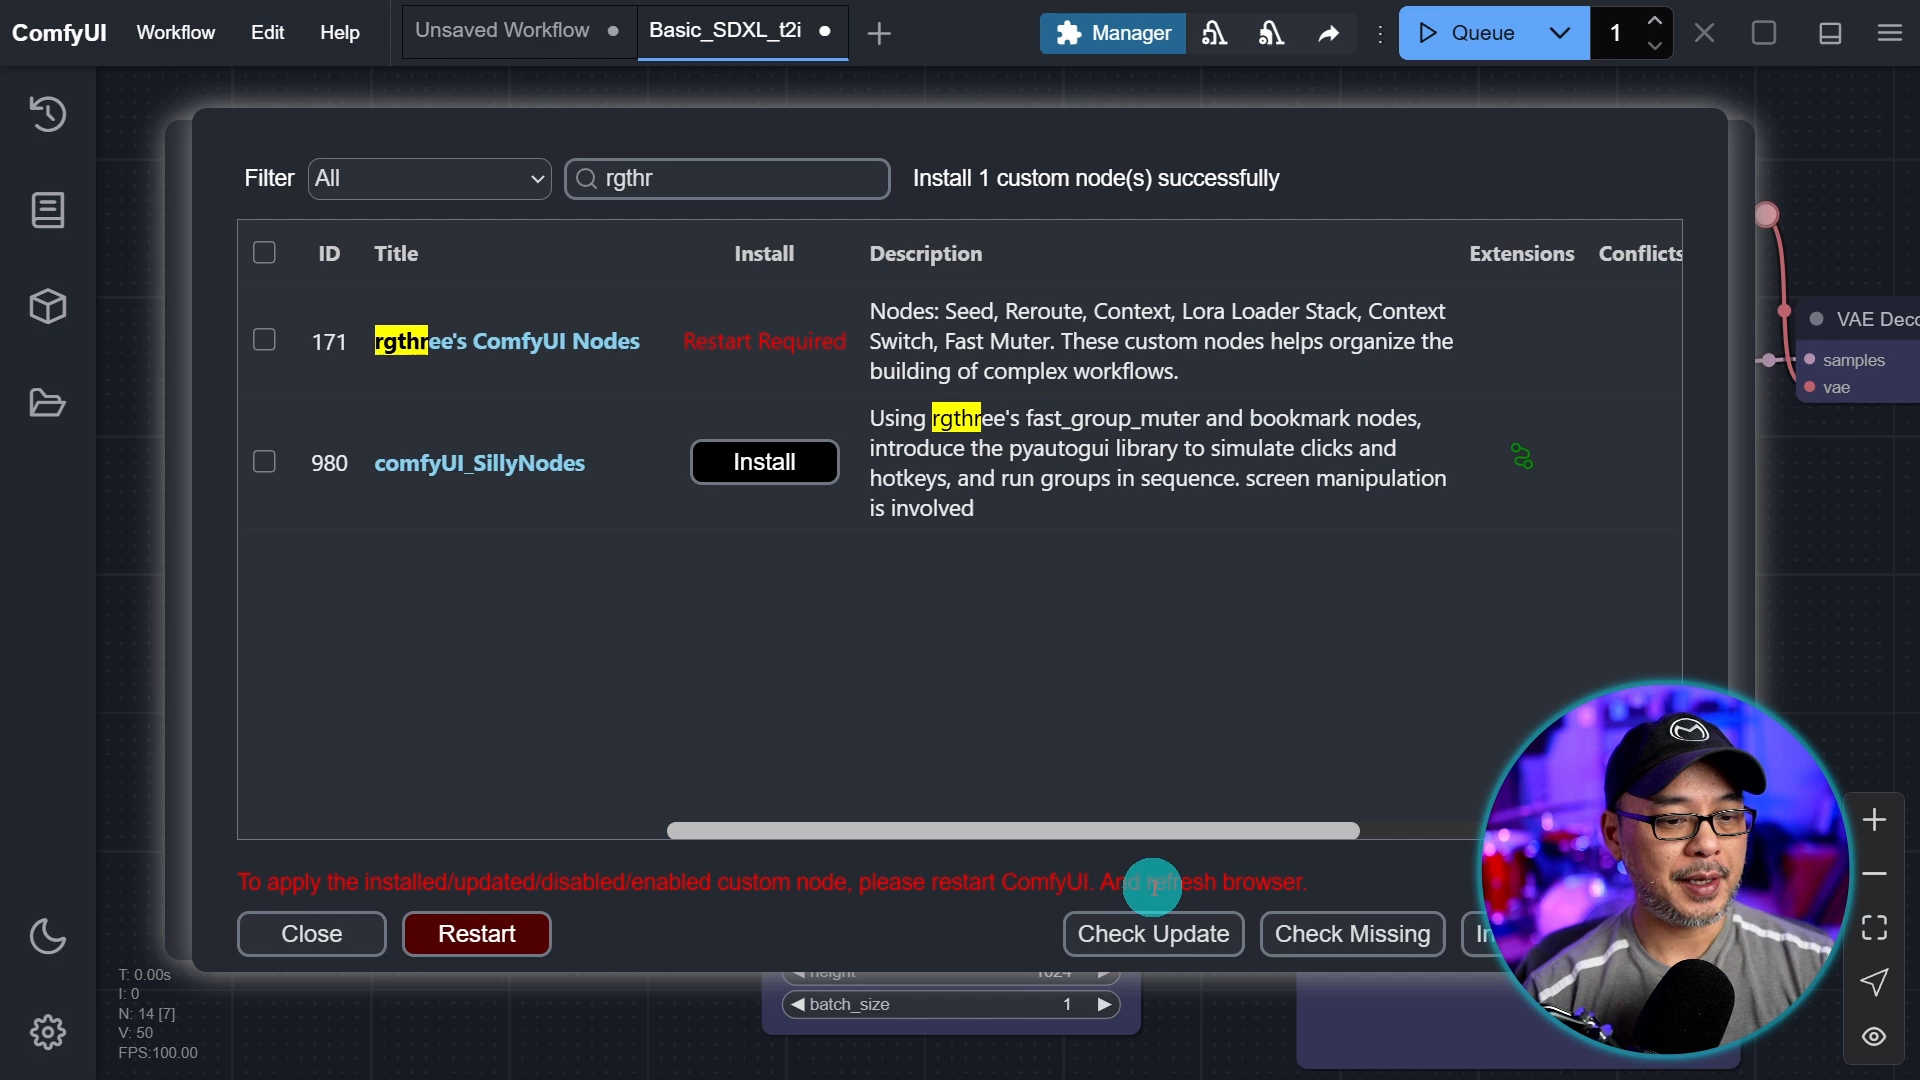 ComfyUI
Workflow
Edit
Help
Unsaved Workflow
Basic_SDXL_t2i
Manager
Queue
1
Filter
All
rgthr
Install 1 custom node(s) successfully
ID
Title
Install
Description
Extensions
Conflicts
171
rgthree's ComfyUI Nodes
Restart Required
Nodes: Seed, Reroute, Context, Lora Loader Stack, Context
Switch, Fast Muter. These custom nodes helps organize the
building of complex workflows.
980
comfyUI_SillyNodes
Install
Using rgthree's fast_group_muter and bookmark nodes,
introduce the pyautogui library to simulate clicks and
hotkeys, and run groups in sequence. screen manipulation
is involved
VAE Deco
samples
vae
To apply the installed/updated/disabled/enabled custom node, please restart ComfyUI. And refresh browser.
Close
Restart
Check Update
Check Missing
In
height
1024
batch_size
1
T: 0.00s
I: 0
N: 14 [7]
V: 50
FPS:100.00